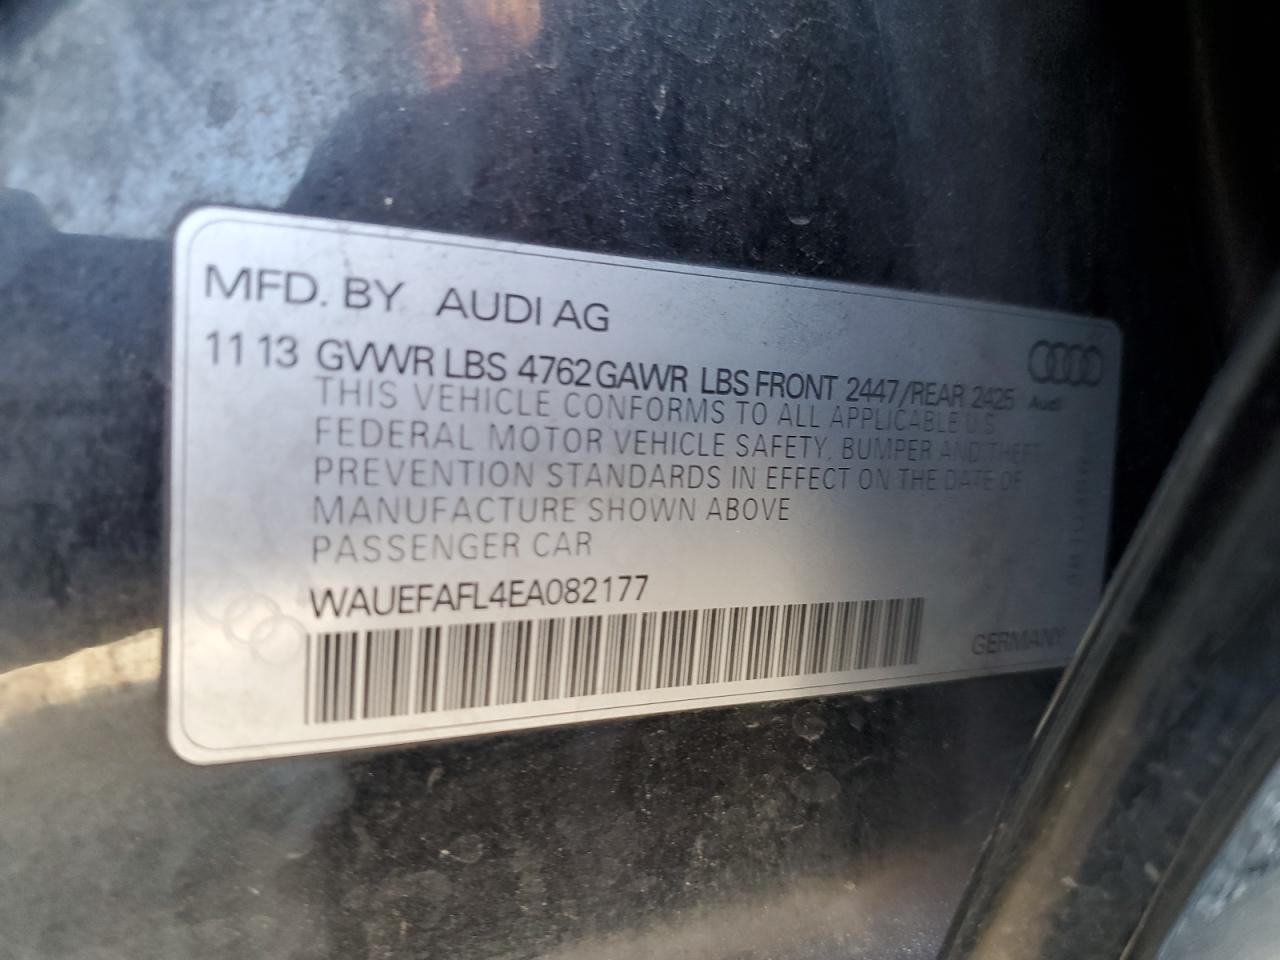 MFD. BY AUDI AG
11 13 GVWR LBS 4762 GAWR LBS FRONT 2447/REAR 2425
Audi
THIS VEHICLE CONFORMS TO ALL APPLICABLE U.S.
FEDERAL MOTOR VEHICLE SAFETY, BUMPER AND THEFT
PREVENTION STANDARDS IN EFFECT ON THE DATE OF
MANUFACTURE SHOWN ABOVE
PASSENGER CAR
WAUEFAFL4EA082177
GERMANY